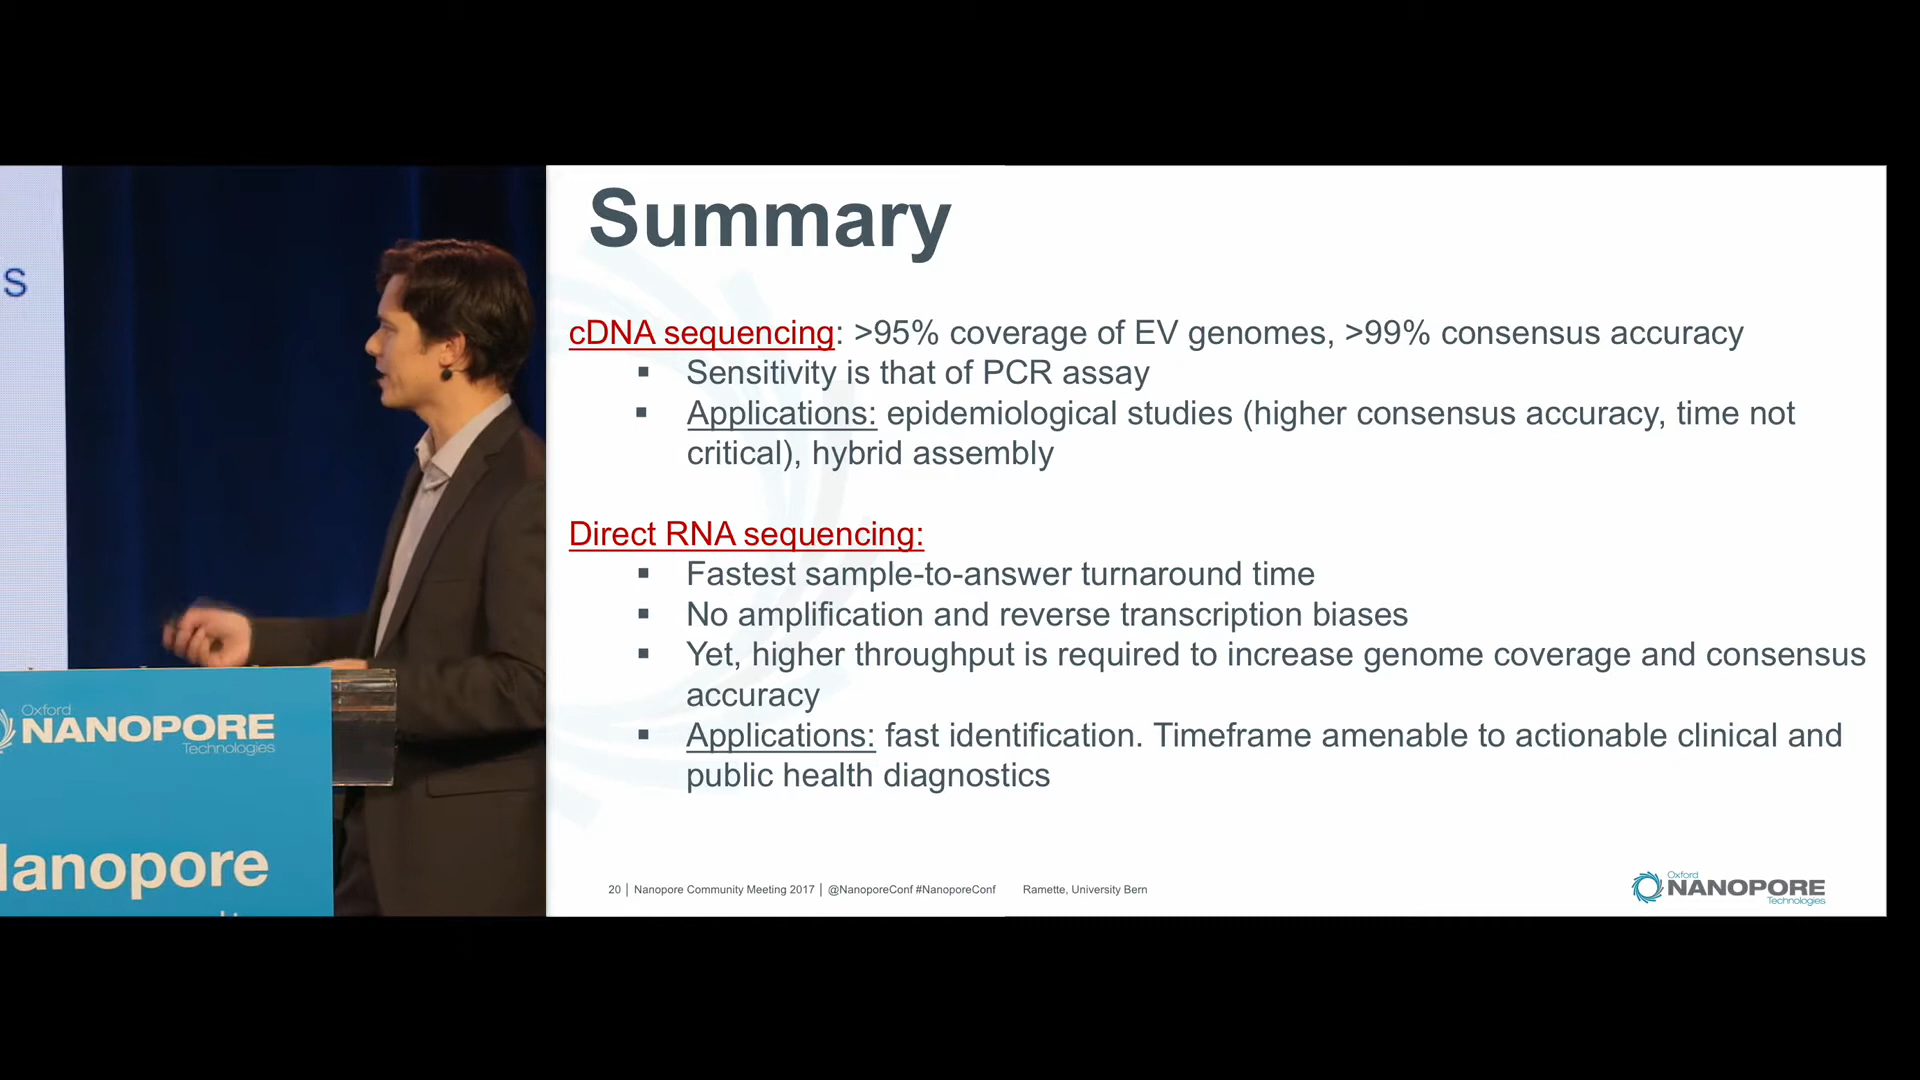 S
Oxford
NANOPORE
Technologies
anopore
Summary
cDNA sequencing: >95% coverage of EV genomes, >99% consensus accuracy
▪ Sensitivity is that of PCR assay
▪ Applications: epidemiological studies (higher consensus accuracy, time not
critical), hybrid assembly
Direct RNA sequencing:
▪ Fastest sample-to-answer turnaround time
▪ No amplification and reverse transcription biases
▪ Yet, higher throughput is required to increase genome coverage and consensus
accuracy
▪ Applications: fast identification. Timeframe amenable to actionable clinical and
public health diagnostics
20 | Nanopore Community Meeting 2017 | @NanoporeConf #NanoporeConf Ramette, University Bern
Oxford
NANOPORE
Technologies